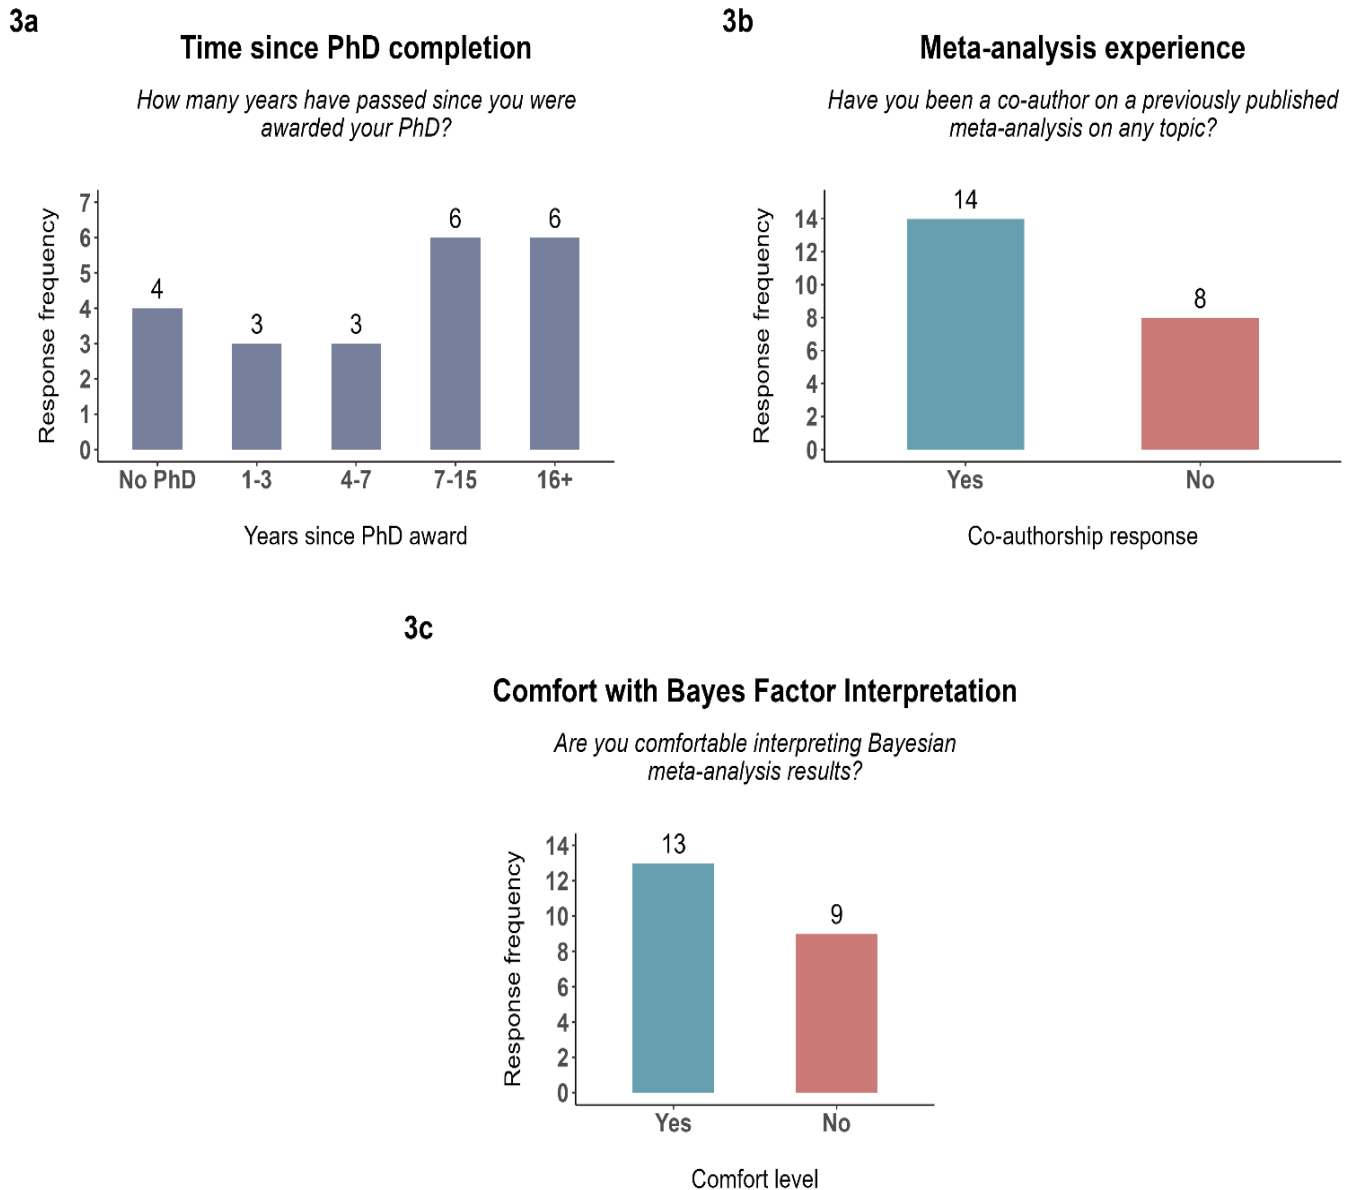 3a
Time since PhD completion
How many years have passed since you were
awarded your PhD?
Response frequency
7
6
5
4
3
2
1
0
4
3
3
6
6
No PhD
1-3
4-7
7-15
16+
Years since PhD award
3b
Meta-analysis experience
Have you been a co-author on a previously published
meta-analysis on any topic?
Response frequency
14
12
10
8
6
4
2
0
14
8
Yes
No
Co-authorship response
3c
Comfort with Bayes Factor Interpretation
Are you comfortable interpreting Bayesian
meta-analysis results?
Response frequency
14
12
10
8
6
4
2
0
13
9
Yes
No
Comfort level